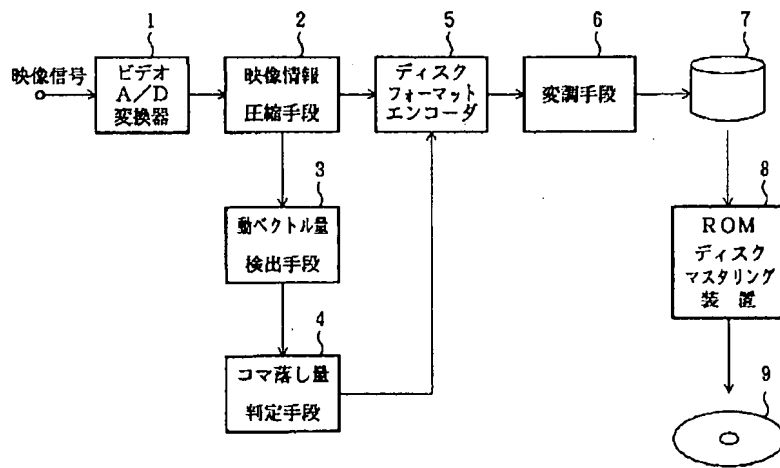 1
2
5
6
7
映像信号
ビデオ
A/D
変換器
映像情報
圧縮手段
ディスク
フォーマット
エンコーダ
変調手段
3
動ベクトル量
検出手段
8
ROM
ディスク
マスタリング
装置
4
コマ落し量
判定手段
9